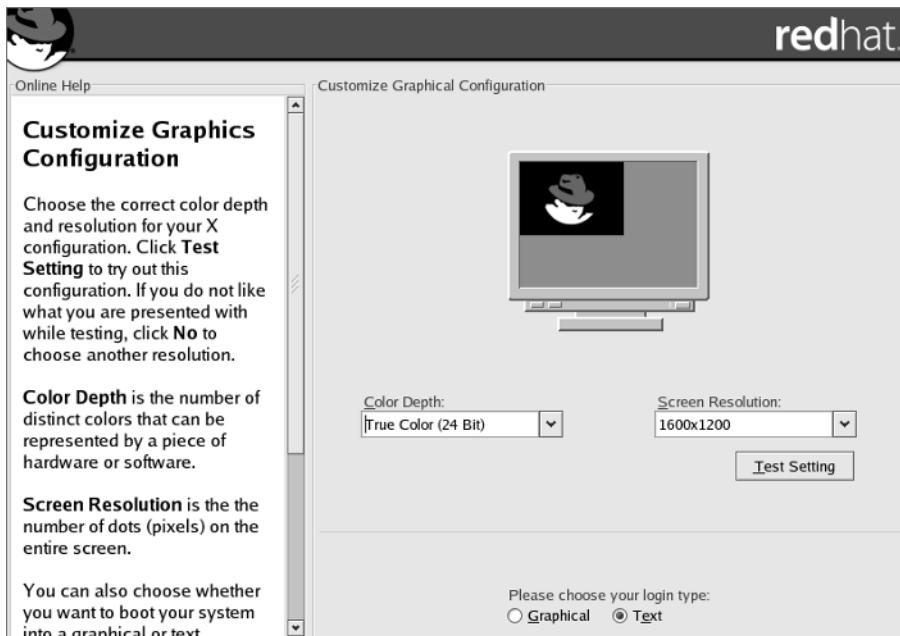 redhat.
Online Help
Customize Graphics
Configuration
Choose the correct color depth
and resolution for your X
configuration. Click Test
Setting to try out this
configuration. If you do not like
what you are presented with
while testing, click No to
choose another resolution.
Color Depth is the number of
distinct colors that can be
represented by a piece of
hardware or software.
Screen Resolution is the the
number of dots (pixels) on the
entire screen.
You can also choose whether
you want to boot your system
into a graphical or text
Customize Graphical Configuration
Color Depth:
True Color (24 Bit)
Screen Resolution:
1600x1200
Test Setting
Please choose your login type:
Graphical
Text